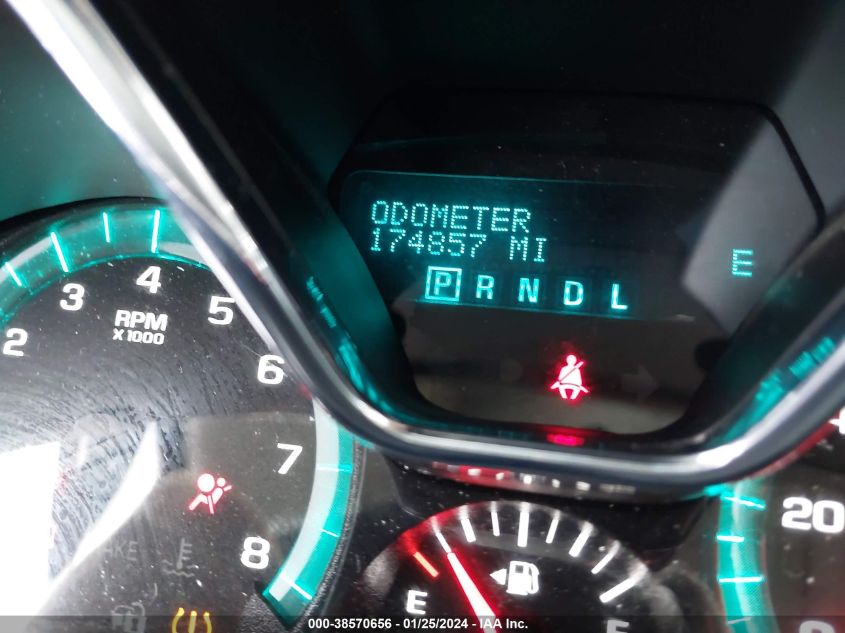 ODOMETER
174857 MI
E
P R N D L
2 3 4 5 6 7 8
RPM
X1000
20
E
000-38570656 - 01/25/2024 - IAA Inc.